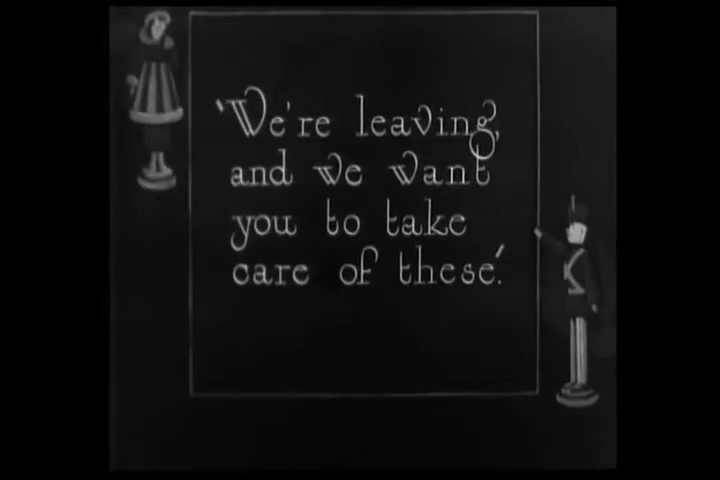 'We're leaving,
and we want
you to take
care of these.'